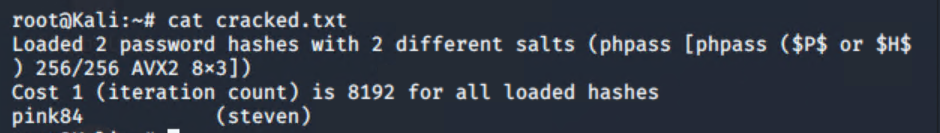 root@Kali:~# cat cracked.txt
Loaded 2 password hashes with 2 different salts (phpass [phpass ($P$ or $H$
) 256/256 AVX2 8×3])
Cost 1 (iteration count) is 8192 for all loaded hashes
pink84           (steven)